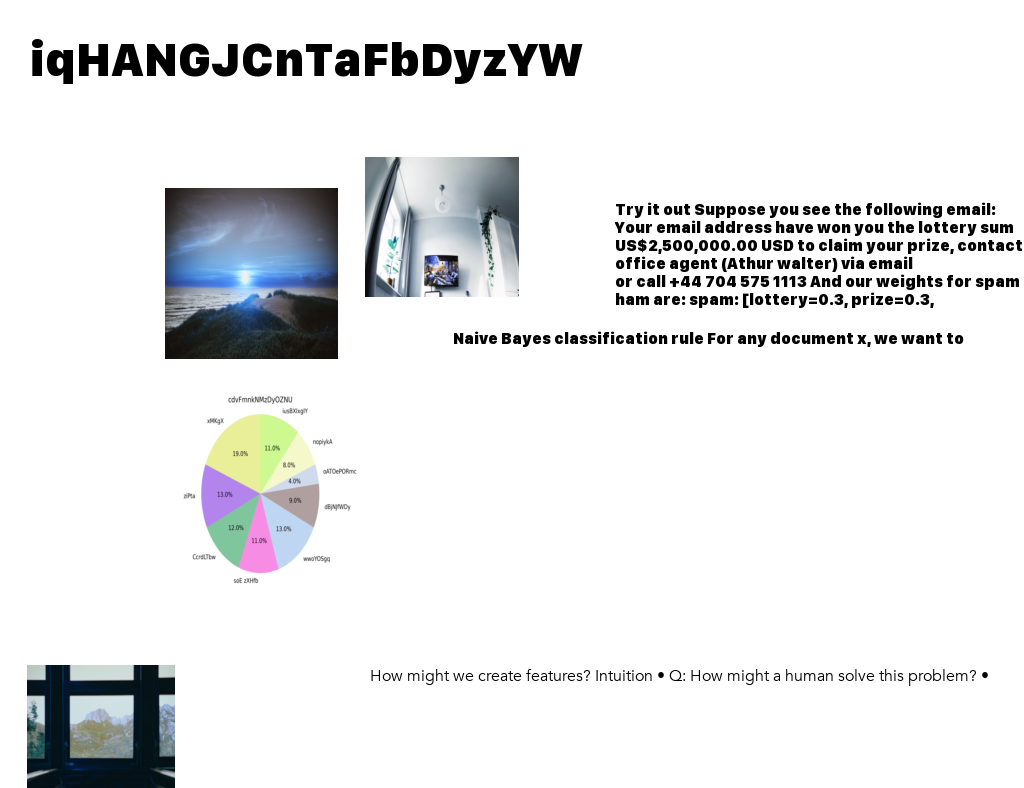 iqHANGJCnTaFbDyzYW
Try it out Suppose you see the following email:
Your email address have won you the lottery sum
US$2,500,000.00 USD to claim your prize, contact
office agent (Athur walter) via email
or call +44 704 575 1113 And our weights for spam
ham are: spam: [lottery=0.3, prize=0.3,
Naive Bayes classification rule For any document x, we want to
cdvFmnkNMzDyOZNU
iusBXlxgIY
xMKgX
nopiykA
11.0%
19.0%
8.0%
4.0%
13.0%
9.0%
ziPta
12.0%
13.0%
11.0%
CcrdLTbw
wwoYOSgq
soE zXHfb
How might we create features? Intuition • Q: How might a human solve this problem? •